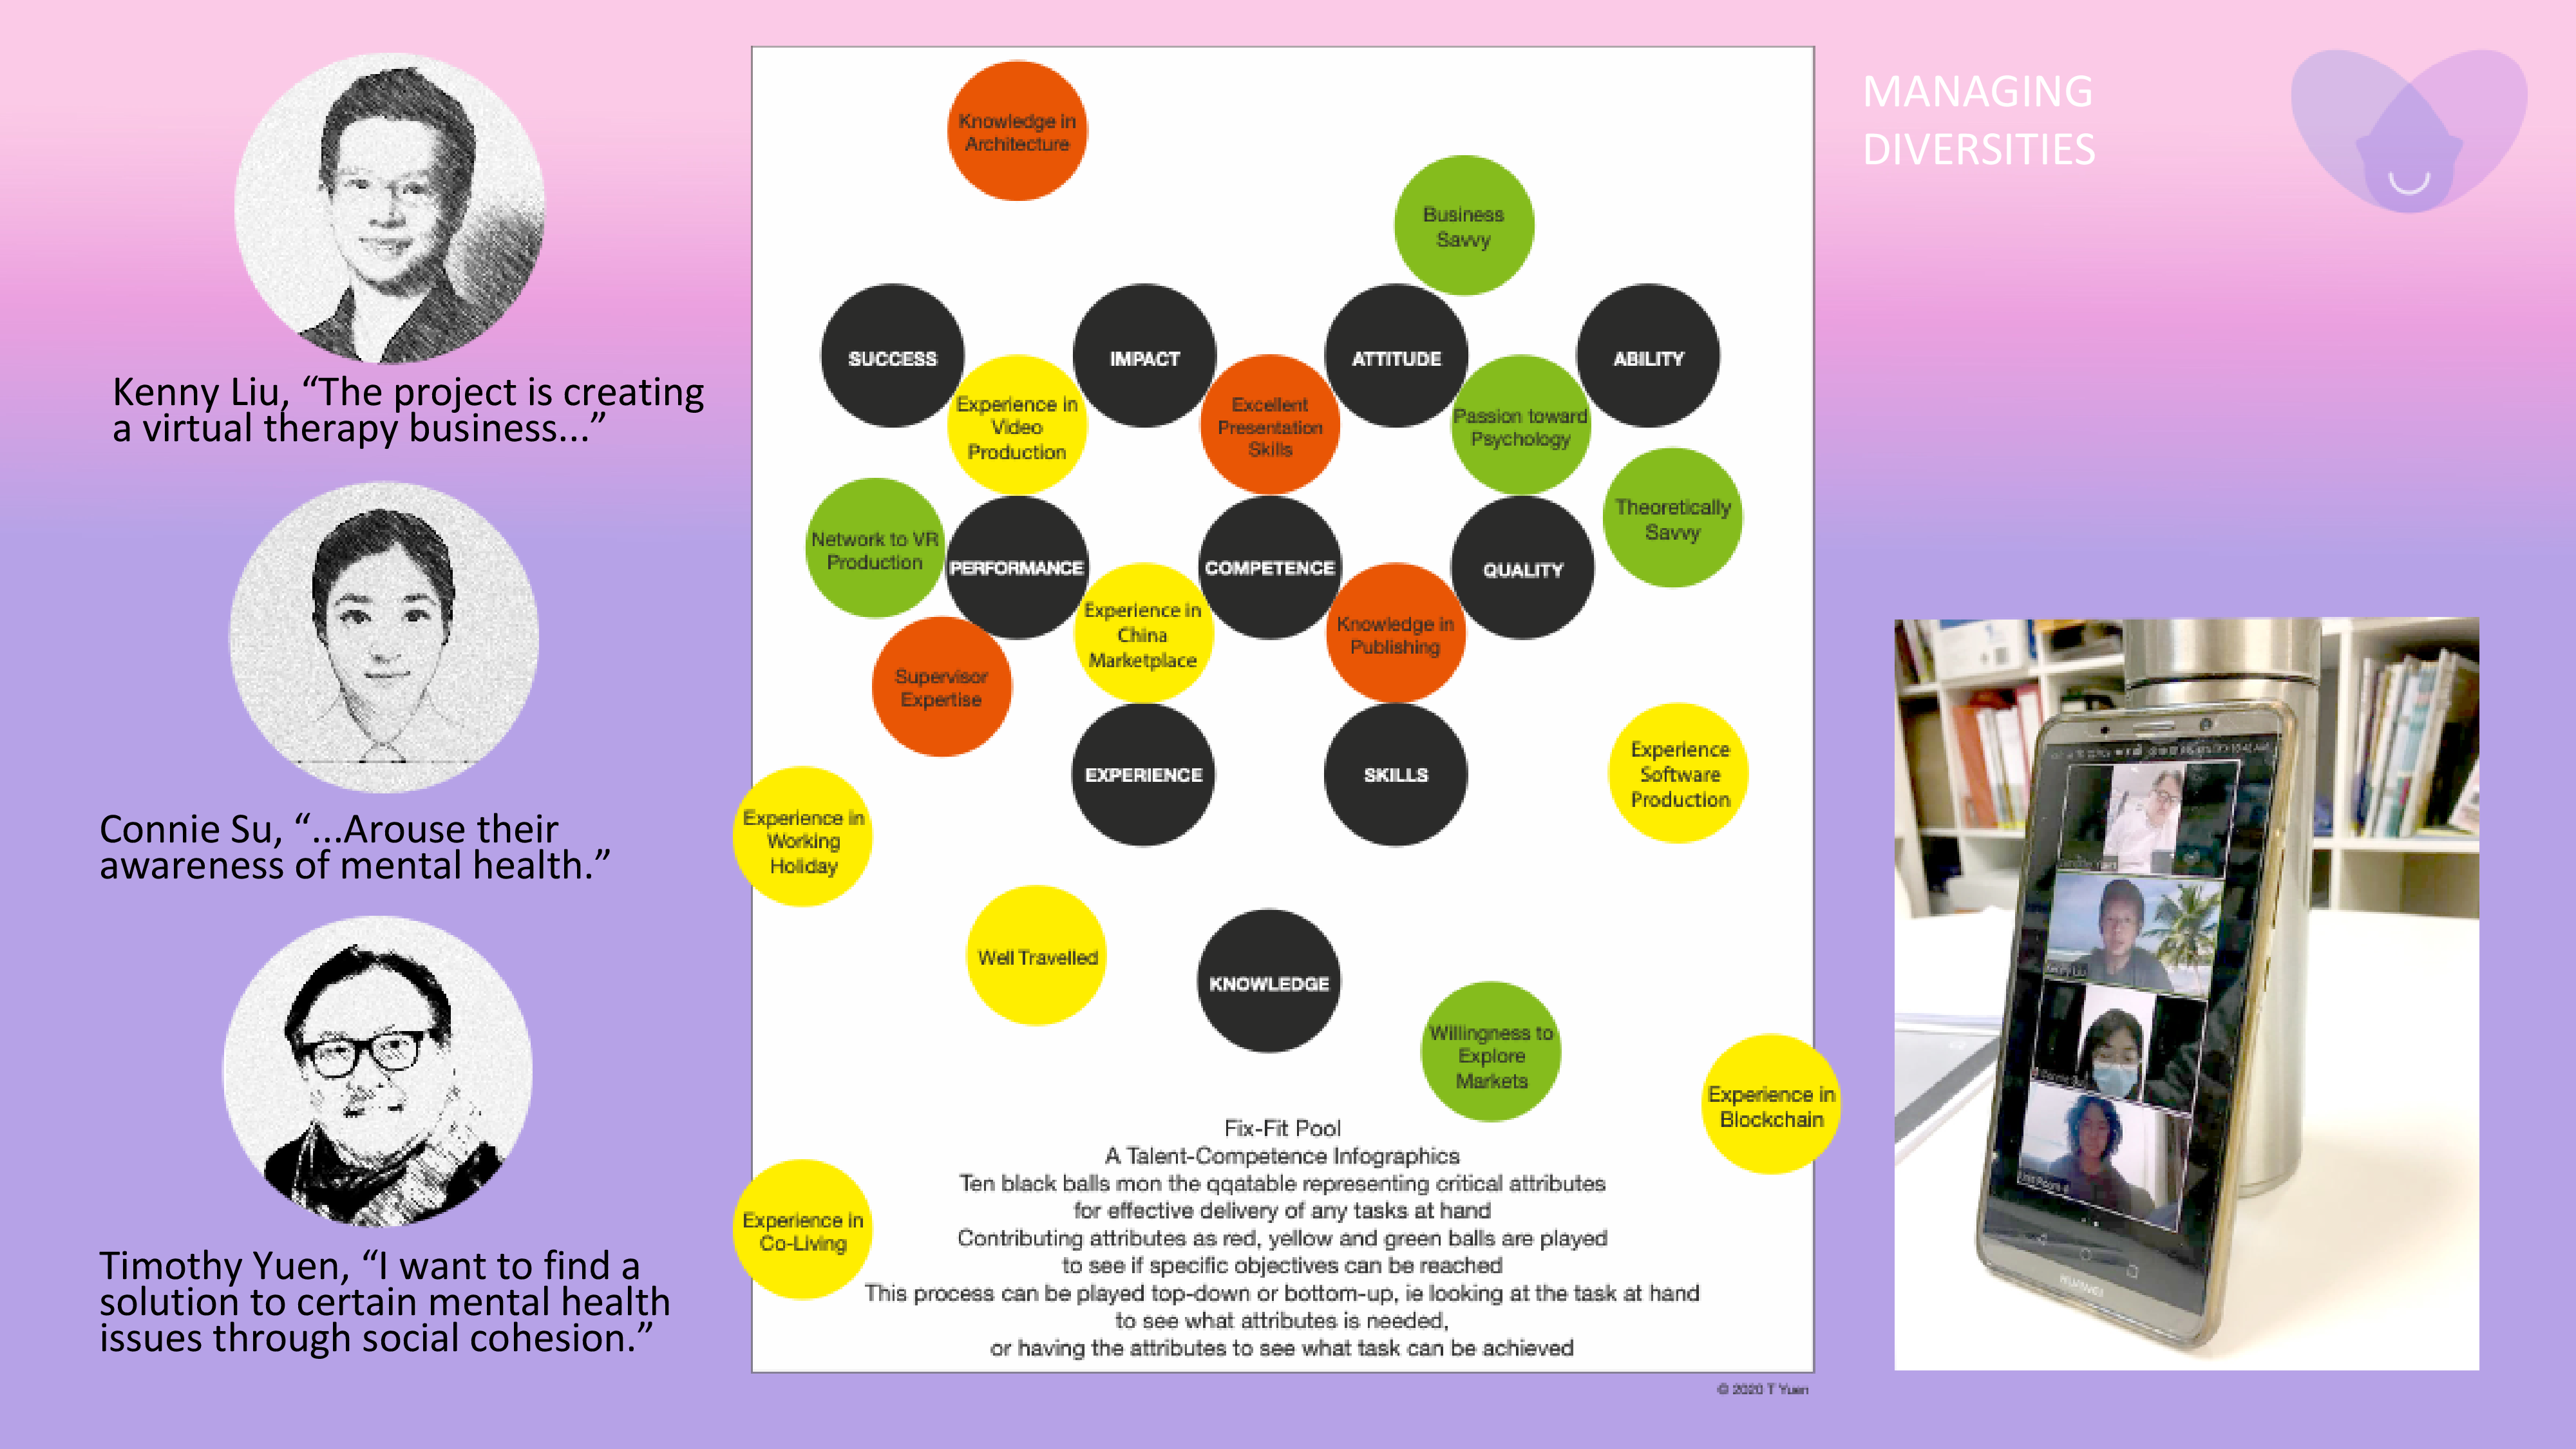 MANAGING
DIVERSITIES
Kenny Liu, “The project is creating
a virtual therapy business...”
Connie Su, “...Arouse their
awareness of mental health.”
Timothy Yuen, “I want to find a
solution to certain mental health
issues through social cohesion.”
Knowledge in
Architecture
Business
Savvy
SUCCESS
IMPACT
ATTITUDE
ABILITY
Experience in
Video
Production
Excellent
Presentation
Skills
Passion toward
Psychology
Theoretically
Savvy
Network to VR
Production
PERFORMANCE
COMPETENCE
QUALITY
Experience in
China
Marketplace
Knowledge in
Publishing
Supervisor
Expertise
EXPERIENCE
SKILLS
Experience
Software
Production
Experience in
Working
Holiday
Well Travelled
KNOWLEDGE
Willingness to
Explore
Markets
Experience in
Blockchain
Experience in
Co-Living
Fix-Fit Pool
A Talent-Competence Infographics
Ten black balls mon the qqatable representing critical attributes
for effective delivery of any tasks at hand
Contributing attributes as red, yellow and green balls are played
to see if specific objectives can be reached
This process can be played top-down or bottom-up, ie looking at the task at hand
to see what attributes is needed,
or having the attributes to see what task can be achieved
© 2020 T Yuen
Kenny Liu
HUAWEI